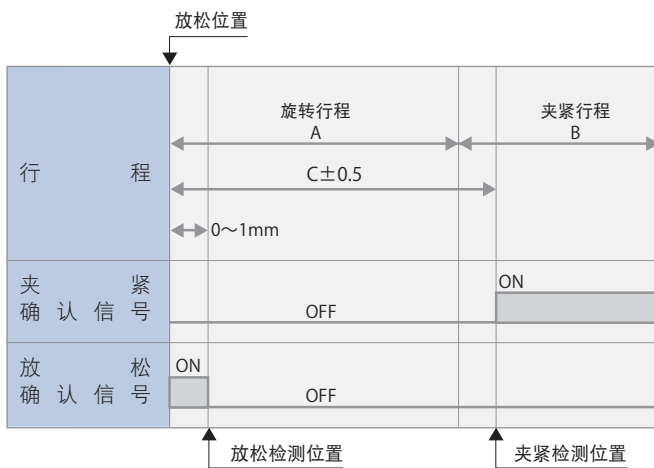 放松位置
旋转行程
A
夹紧行程
B
行 程
C±0.5
0～1mm
夹 紧
确认信号
ON
OFF
放 松
确认信号
ON
OFF
放松检测位置
夹紧检测位置